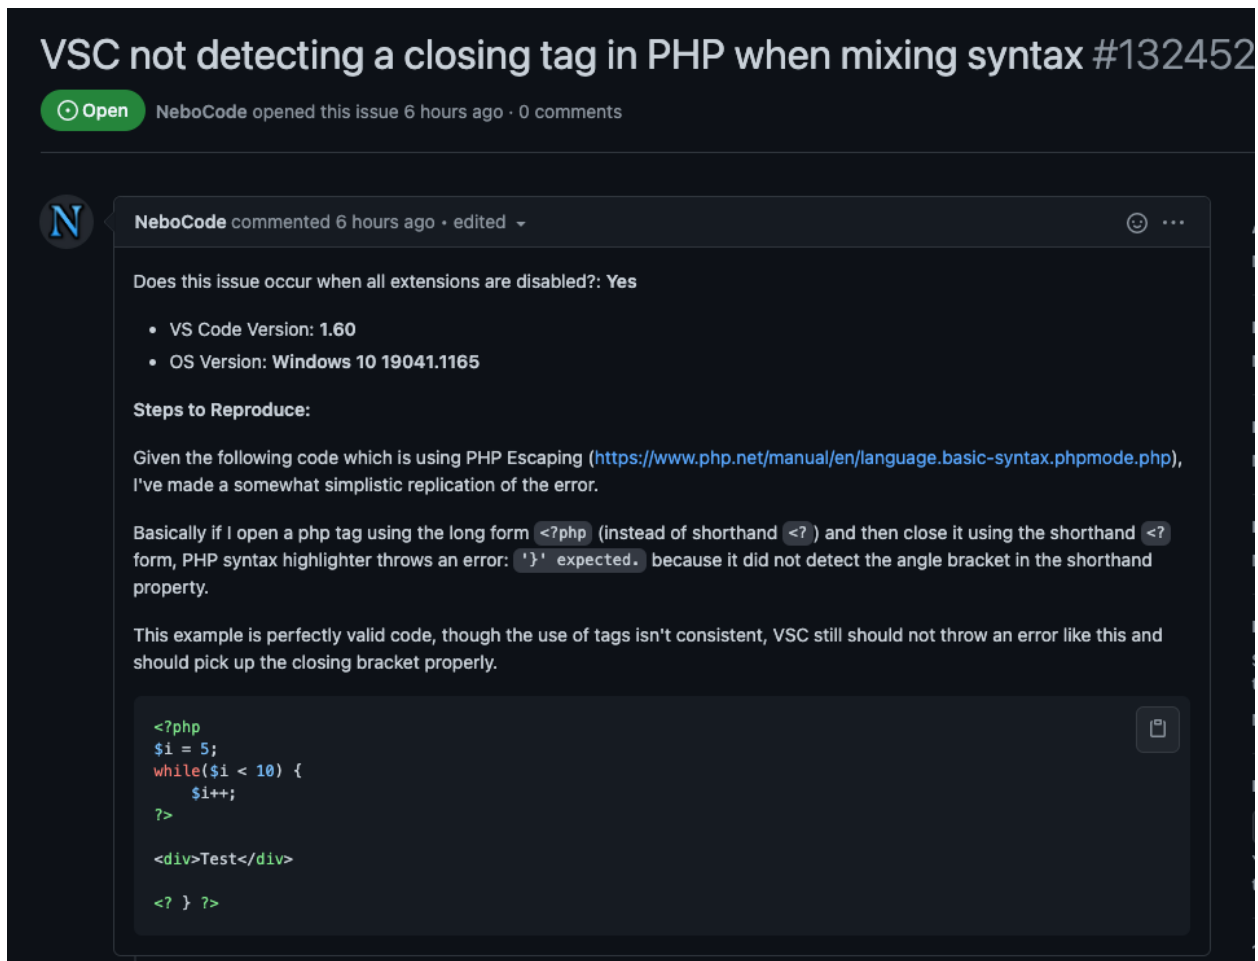 VSC not detecting a closing tag in PHP when mixing syntax #132452
Open NeboCode opened this issue 6 hours ago · 0 comments
N
NeboCode commented 6 hours ago • edited
Does this issue occur when all extensions are disabled?: Yes
• VS Code Version: 1.60
• OS Version: Windows 10 19041.1165
Steps to Reproduce:
Given the following code which is using PHP Escaping (https://www.php.net/manual/en/language.basic-syntax.phpmode.php),
I've made a somewhat simplistic replication of the error.
Basically if I open a php tag using the long form <?php (instead of shorthand <? ) and then close it using the shorthand <?
form, PHP syntax highlighter throws an error: '}' expected. because it did not detect the angle bracket in the shorthand
property.
This example is perfectly valid code, though the use of tags isn't consistent, VSC still should not throw an error like this and
should pick up the closing bracket properly.
<?php
$i = 5;
while($i < 10) {
    $i++;
?>
<div>Test</div>
<? } ?>